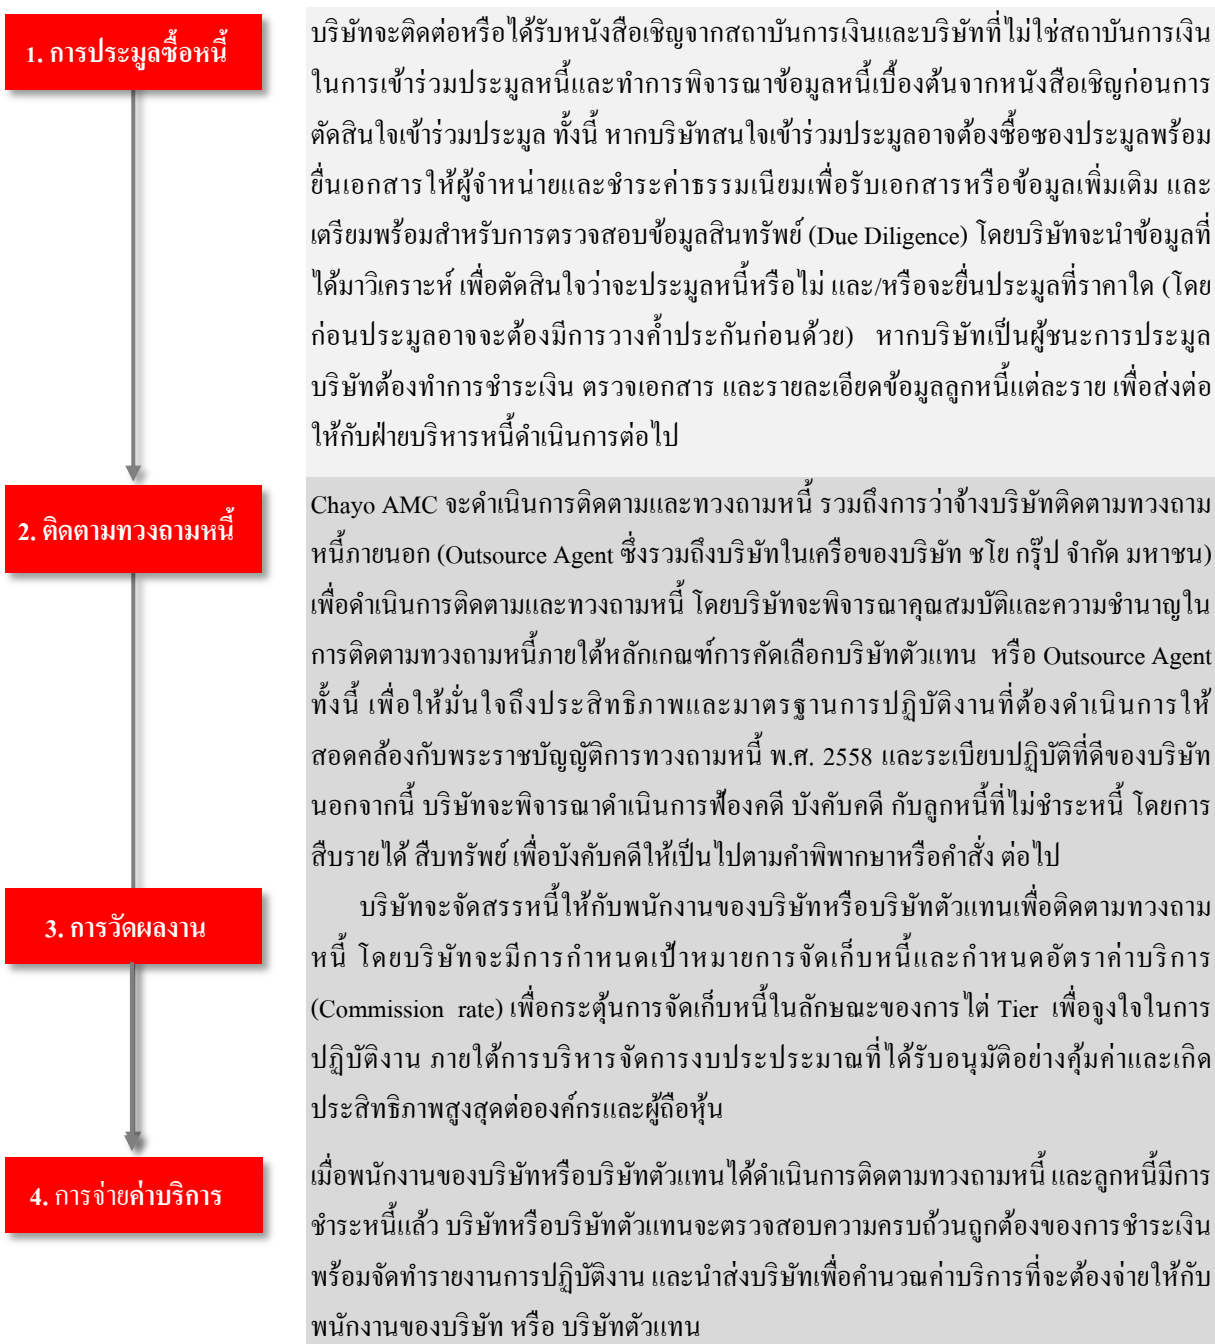 1. การประมูลซื้อหนี้
บริษัทจะติดต่อหรือได้รับหนังสือเชิญจากสถาบันการเงินและบริษัทที่ไม่ใช่สถาบันการเงิน
ในการเข้าร่วมประมูลหนี้และทำการพิจารณาข้อมูลหนี้เบื้องต้นจากหนังสือเชิญก่อนการ
ตัดสินใจเข้าร่วมประมูล ทั้งนี้ หากบริษัทสนใจเข้าร่วมประมูลอาจต้องซื้อซองประมูลพร้อม
ยื่นเอกสารให้ผู้จำหน่ายและชำระค่าธรรมเนียมเพื่อรับเอกสารหรือข้อมูลเพิ่มเติม และ
เตรียมพร้อมสำหรับการตรวจสอบข้อมูลสินทรัพย์ (Due Diligence) โดยบริษัทจะนำข้อมูลที่
ได้มาวิเคราะห์ เพื่อตัดสินใจว่าจะประมูลหนี้หรือไม่ และ/หรือจะยื่นประมูลที่ราคาใด (โดย
ก่อนประมูลอาจจะต้องมีการวางค้ำประกันก่อนด้วย) หากบริษัทเป็นผู้ชนะการประมูล
บริษัทต้องทำการชำระเงิน ตรวจเอกสาร และรายละเอียดข้อมูลลูกหนี้แต่ละราย เพื่อส่งต่อ
ให้กับฝ่ายบริหารหนี้ดำเนินการต่อไป
2. ติดตามทวงถามหนี้
Chayo AMC จะดำเนินการติดตามและทวงถามหนี้ รวมถึงการว่าจ้างบริษัทติดตามทวงถาม
หนี้ภายนอก (Outsource Agent ซึ่งรวมถึงบริษัทในเครือของบริษัท ชโย กรุ๊ป จำกัด มหาชน)
เพื่อดำเนินการติดตามและทวงถามหนี้ โดยบริษัทจะพิจารณาคุณสมบัติและความชำนาญใน
การติดตามทวงถามหนี้ภายใต้หลักเกณฑ์การคัดเลือกบริษัทตัวแทน หรือ Outsource Agent
ทั้งนี้ เพื่อให้มั่นใจถึงประสิทธิภาพและมาตรฐานการปฏิบัติงานที่ต้องดำเนินการให้
สอดคล้องกับพระราชบัญญัติการทวงถามหนี้ พ.ศ. 2558 และระเบียบปฏิบัติที่ดีของบริษัท
นอกจากนี้ บริษัทจะพิจารณาดำเนินการฟ้องคดี บังคับคดี กับลูกหนี้ที่ไม่ชำระหนี้ โดยการ
สืบรายได้ สืบทรัพย์ เพื่อบังคับคดีให้เป็นไปตามคำพิพากษาหรือคำสั่ง ต่อไป
3. การวัดผลงาน
บริษัทจะจัดสรรหนี้ให้กับพนักงานของบริษัทหรือบริษัทตัวแทนเพื่อติดตามทวงถาม
หนี้ โดยบริษัทจะมีการกำหนดเป้าหมายการจัดเก็บหนี้และกำหนดอัตราค่าบริการ
(Commission rate) เพื่อกระตุ้นการจัดเก็บหนี้ในลักษณะของการไต่ Tier เพื่อจูงใจในการ
ปฏิบัติงาน ภายใต้การบริหารจัดการงบประประมาณที่ได้รับอนุมัติอย่างคุ้มค่าและเกิด
ประสิทธิภาพสูงสุดต่อองค์กรและผู้ถือหุ้น
4. การจ่ายค่าบริการ
เมื่อพนักงานของบริษัทหรือบริษัทตัวแทนได้ดำเนินการติดตามทวงถามหนี้ และลูกหนี้มีการ
ชำระหนี้แล้ว บริษัทหรือบริษัทตัวแทนจะตรวจสอบความครบถ้วนถูกต้องของการชำระเงิน
พร้อมจัดทำรายงานการปฏิบัติงาน และนำส่งบริษัทเพื่อคำนวณค่าบริการที่จะต้องจ่ายให้กับ
พนักงานของบริษัท หรือ บริษัทตัวแทน